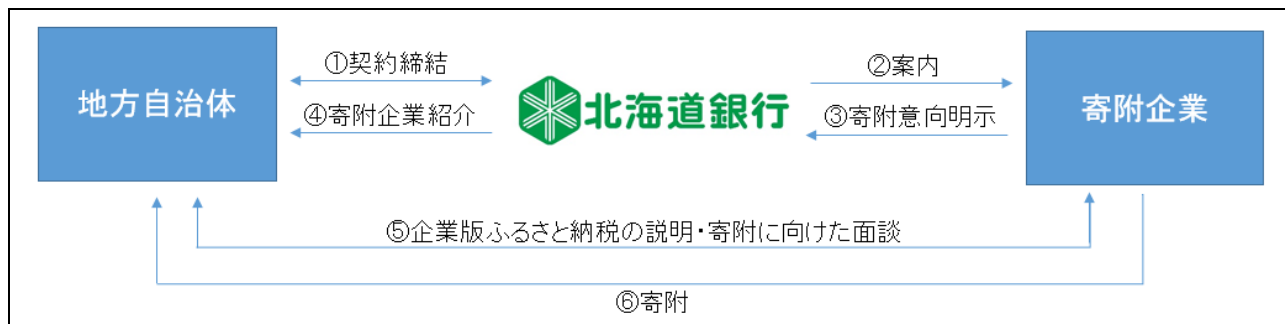 地方自治体
①契約締結
④寄附企業紹介
北海道銀行
②案内
③寄附意向明示
寄附企業
⑤企業版ふるさと納税の説明・寄附に向けた面談
⑥寄附